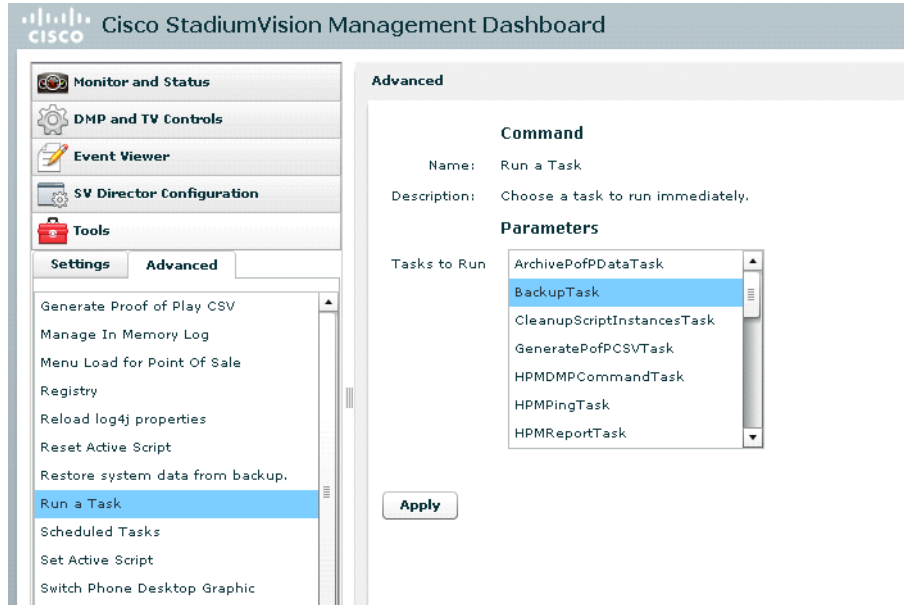 CISCO
Cisco StadiumVision Management Dashboard
Monitor and Status
DMP and TV Controls
Event Viewer
SV Director Configuration
Tools
Settings
Advanced
Generate Proof of Play CSV
Manage In Memory Log
Menu Load for Point Of Sale
Registry
Reload log4j properties
Reset Active Script
Restore system data from backup.
Run a Task
Scheduled Tasks
Set Active Script
Switch Phone Desktop Graphic
Advanced
Command
Name: Run a Task
Description: Choose a task to run immediately.
Parameters
Tasks to Run
ArchivePofPDataTask
BackupTask
CleanupScriptInstancesTask
GeneratePofPCSVTask
HPMDMPCommandTask
HPMPingTask
HPMReportTask
Apply